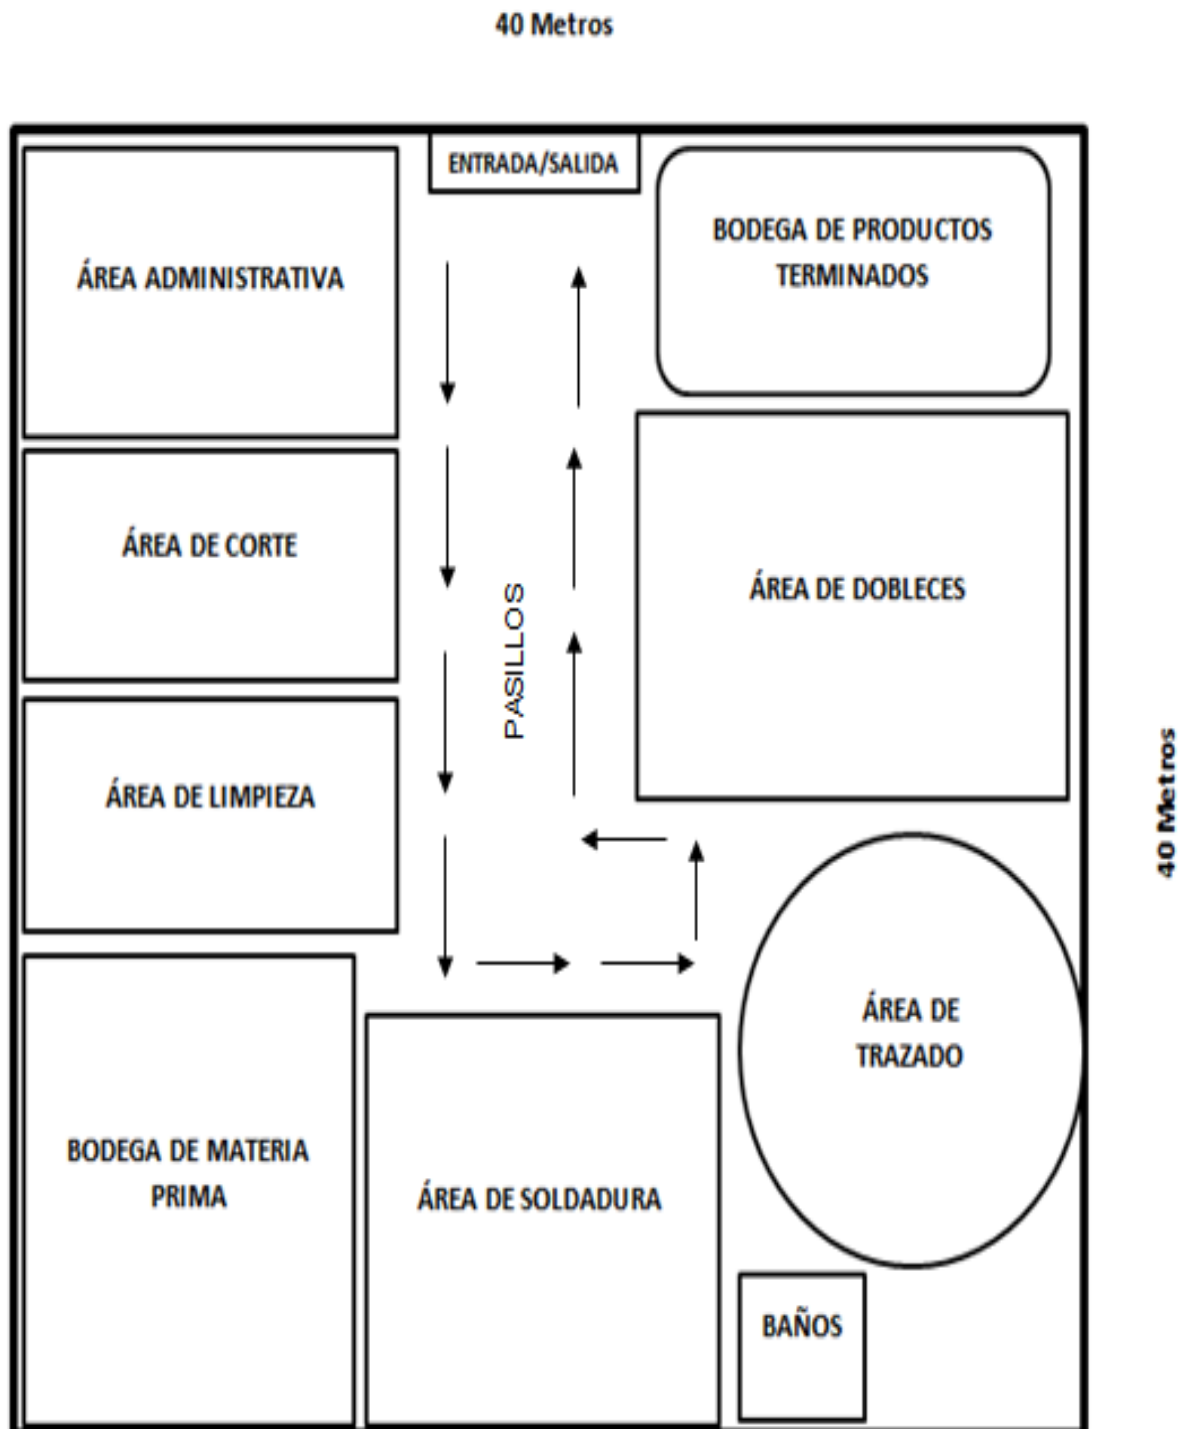 40 Metros
ENTRADA/SALIDA
ÁREA ADMINISTRATIVA
BODEGA DE PRODUCTOS
TERMINADOS
ÁREA DE CORTE
ÁREA DE DOBLECES
PASILLOS
ÁREA DE LIMPIEZA
40 Metros
ÁREA DE
TRAZADO
BODEGA DE MATERIA
PRIMA
ÁREA DE SOLDADURA
BAÑOS